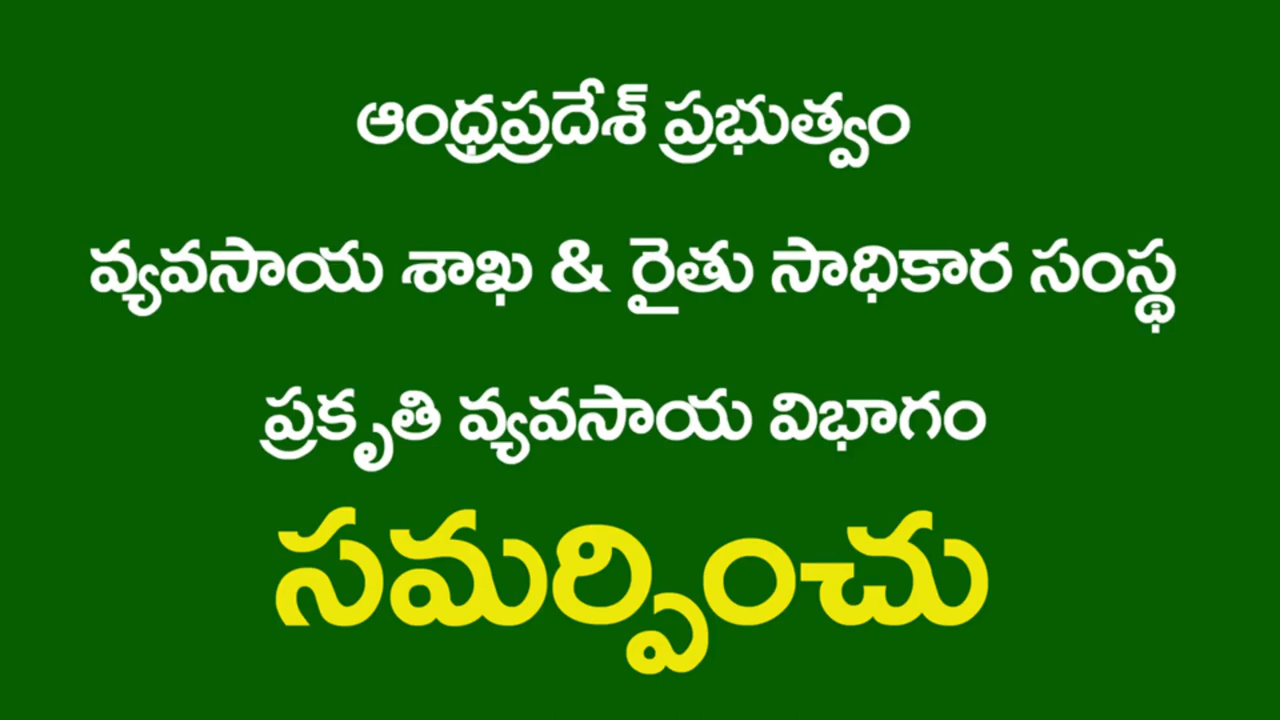 ఆంధ్రప్రదేశ్ ప్రభుత్వం
వ్యవసాయ శాఖ & రైతు సాధికార సంస్థ
ప్రకృతి వ్యవసాయ విభాగం
సమర్పించు